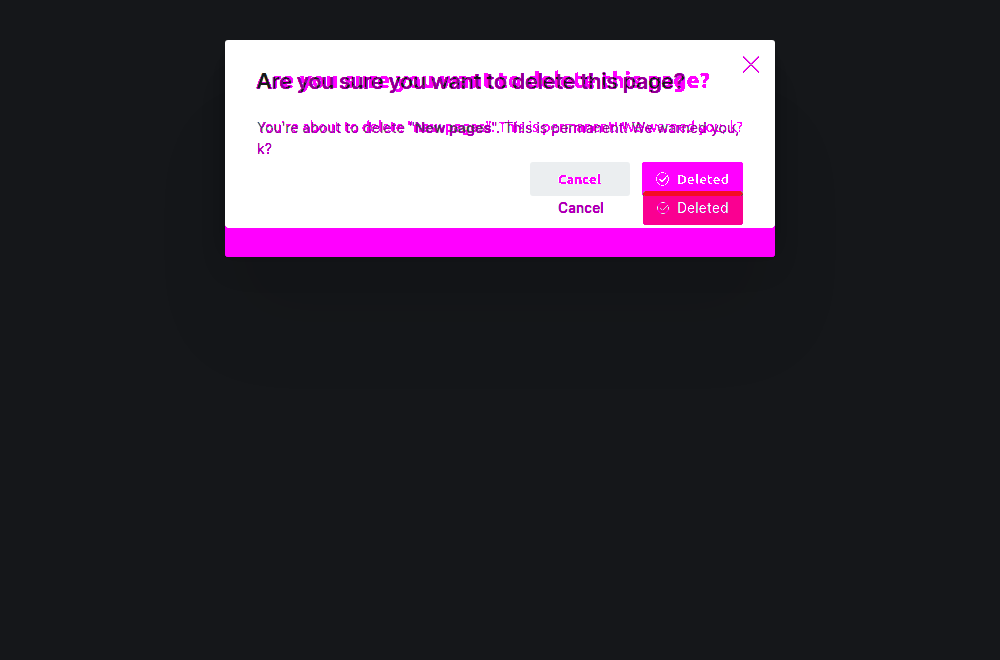 Are you sure you want to delete this page?
You're about to delete "New pages". This is permanent! We warned you,
k?
Cancel
Deleted
Cancel
Deleted